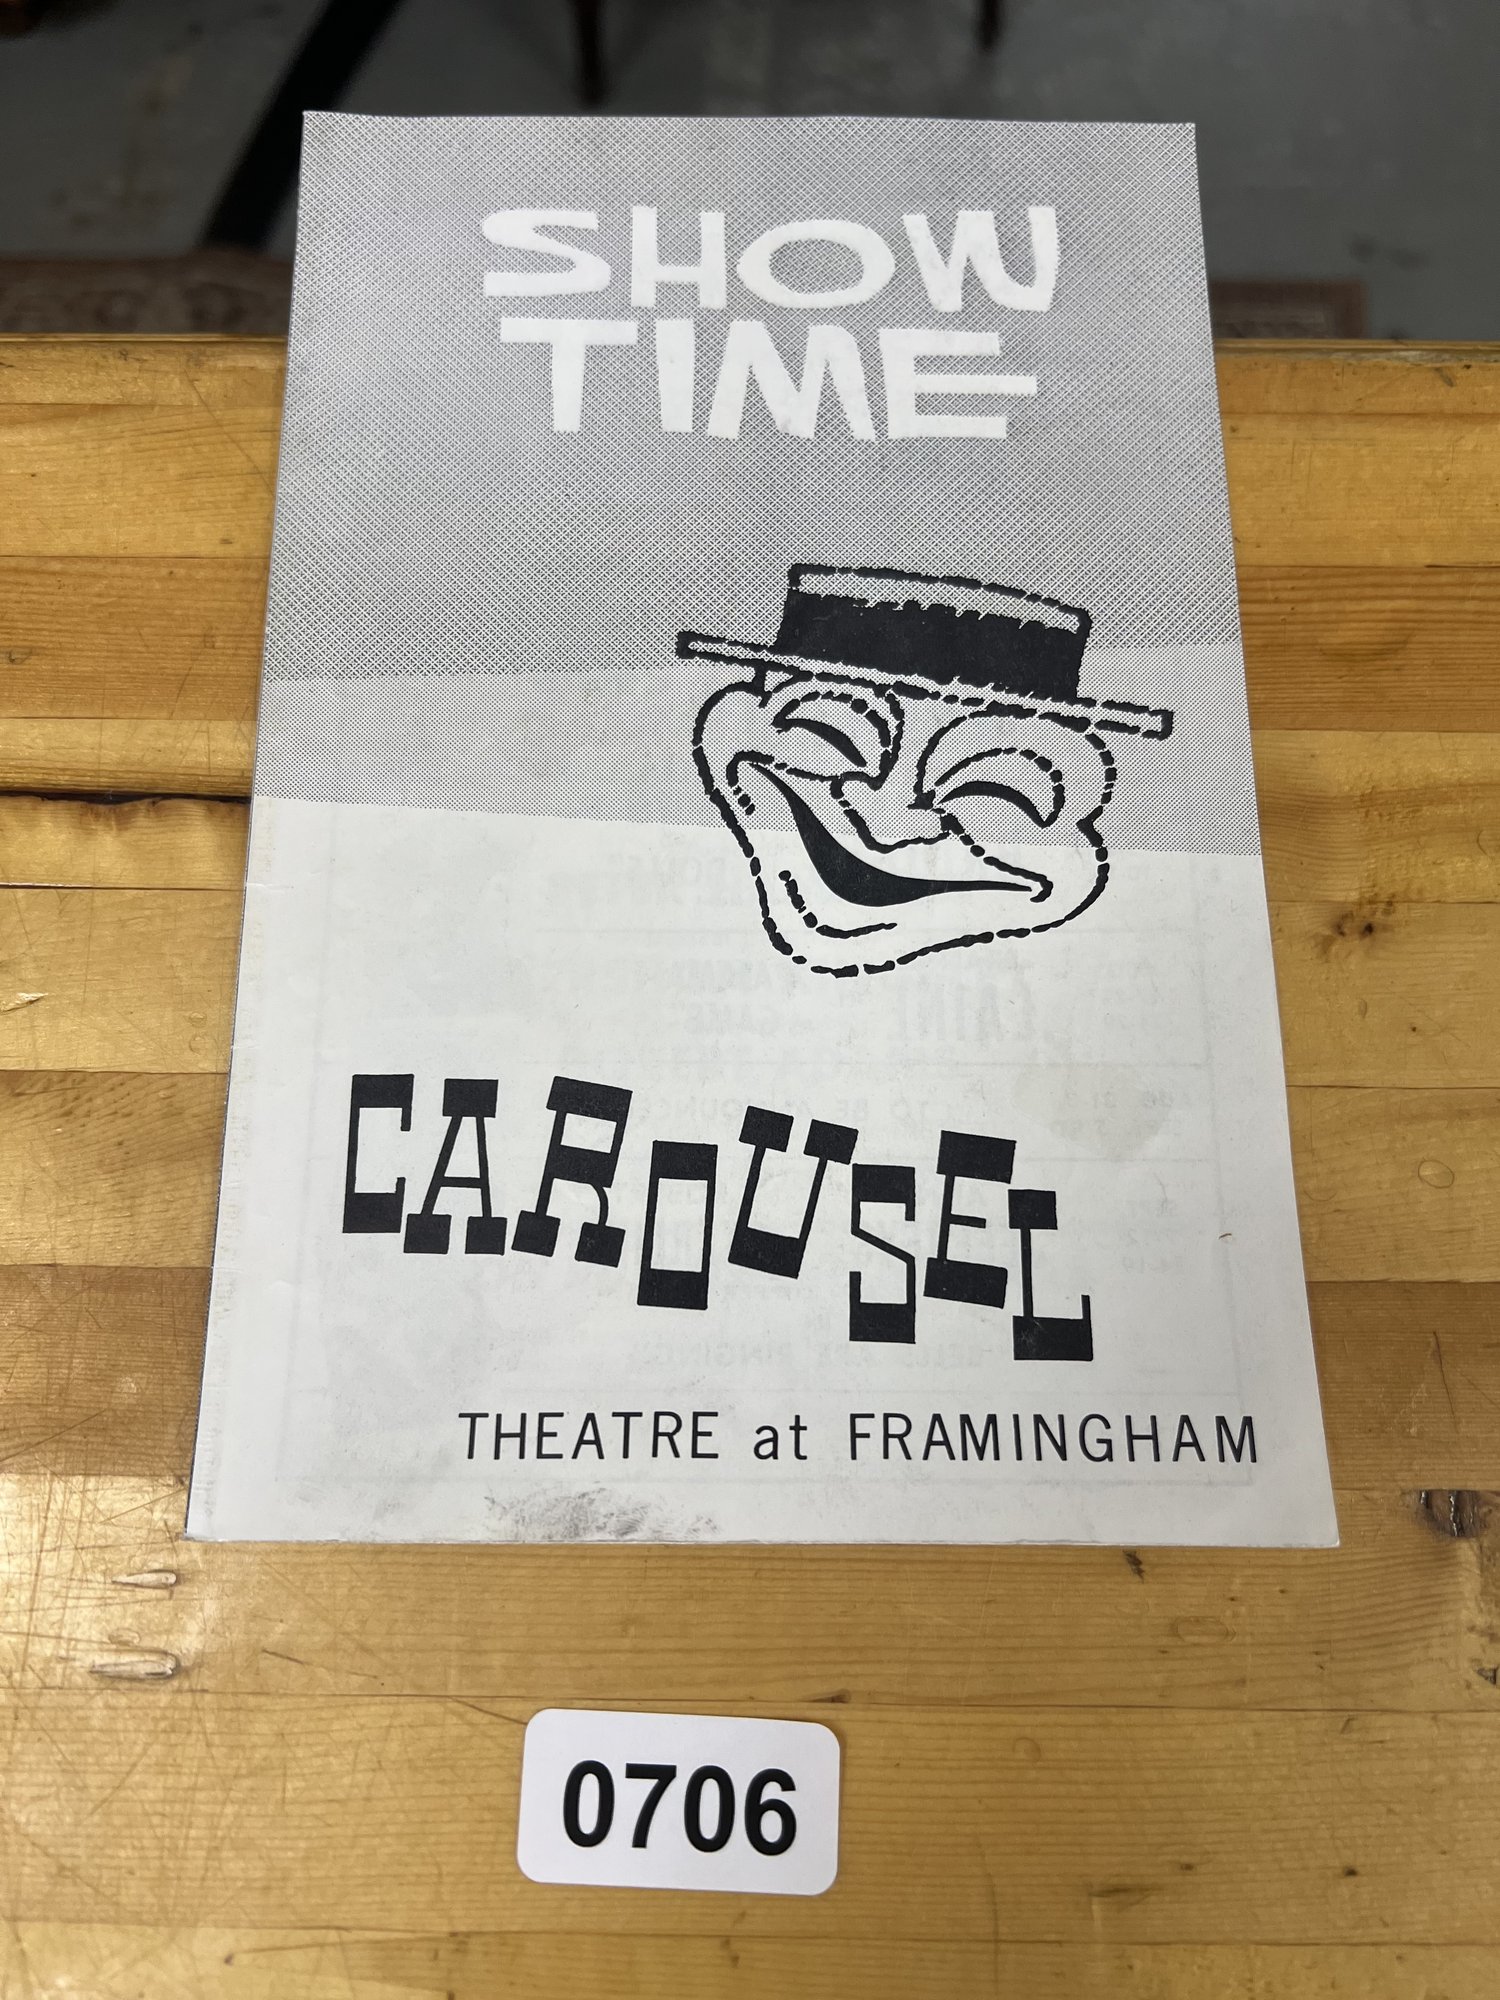 SHOW
TIME
CAROUSEL
THEATRE at FRAMINGHAM
0706